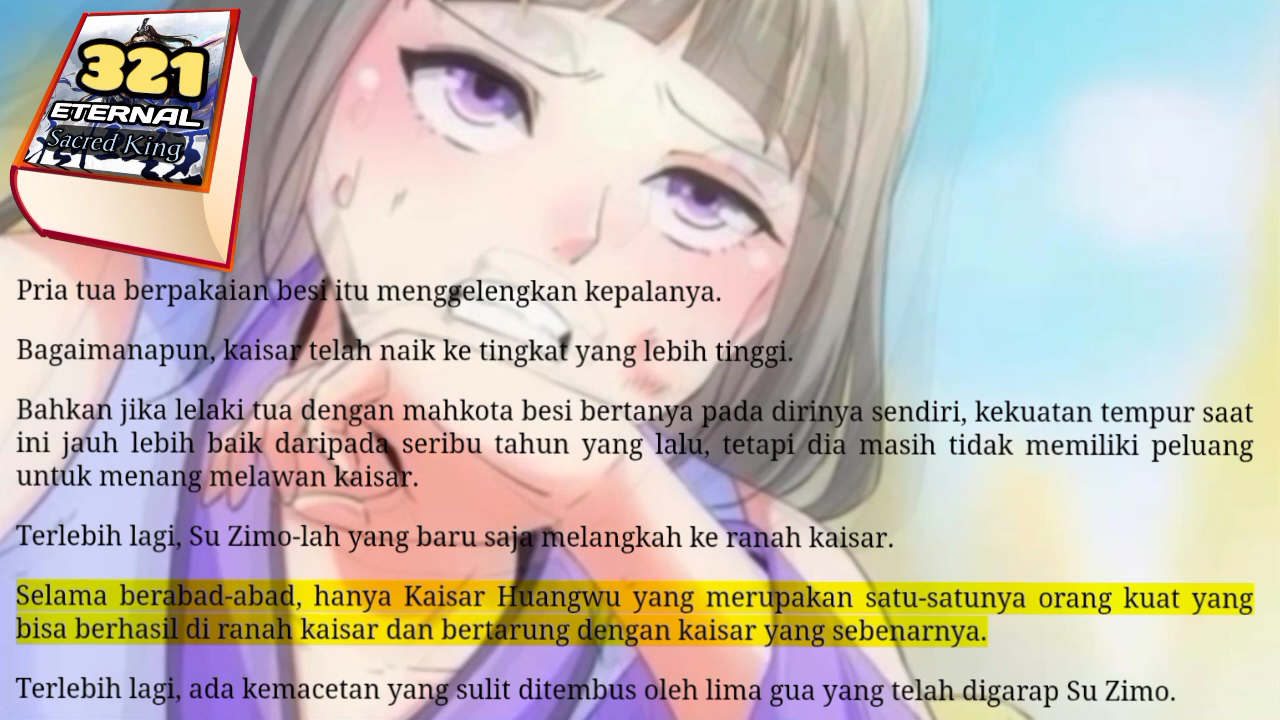 321
ETERNAL
Sacred King
Pria tua berpakaian besi itu menggelengkan kepalanya.
Bagaimanapun, kaisar telah naik ke tingkat yang lebih tinggi.
Bahkan jika lelaki tua dengan mahkota besi bertanya pada dirinya sendiri, kekuatan tempur saat
ini jauh lebih baik daripada seribu tahun yang lalu, tetapi dia masih tidak memiliki peluang
untuk menang melawan kaisar.
Terlebih lagi, Su Zimo-lah yang baru saja melangkah ke ranah kaisar.
Selama berabad-abad, hanya Kaisar Huangwu yang merupakan satu-satunya orang kuat yang
bisa berhasil di ranah kaisar dan bertarung dengan kaisar yang sebenarnya.
Terlebih lagi, ada kemacetan yang sulit ditembus oleh lima gua yang telah digarap Su Zimo.